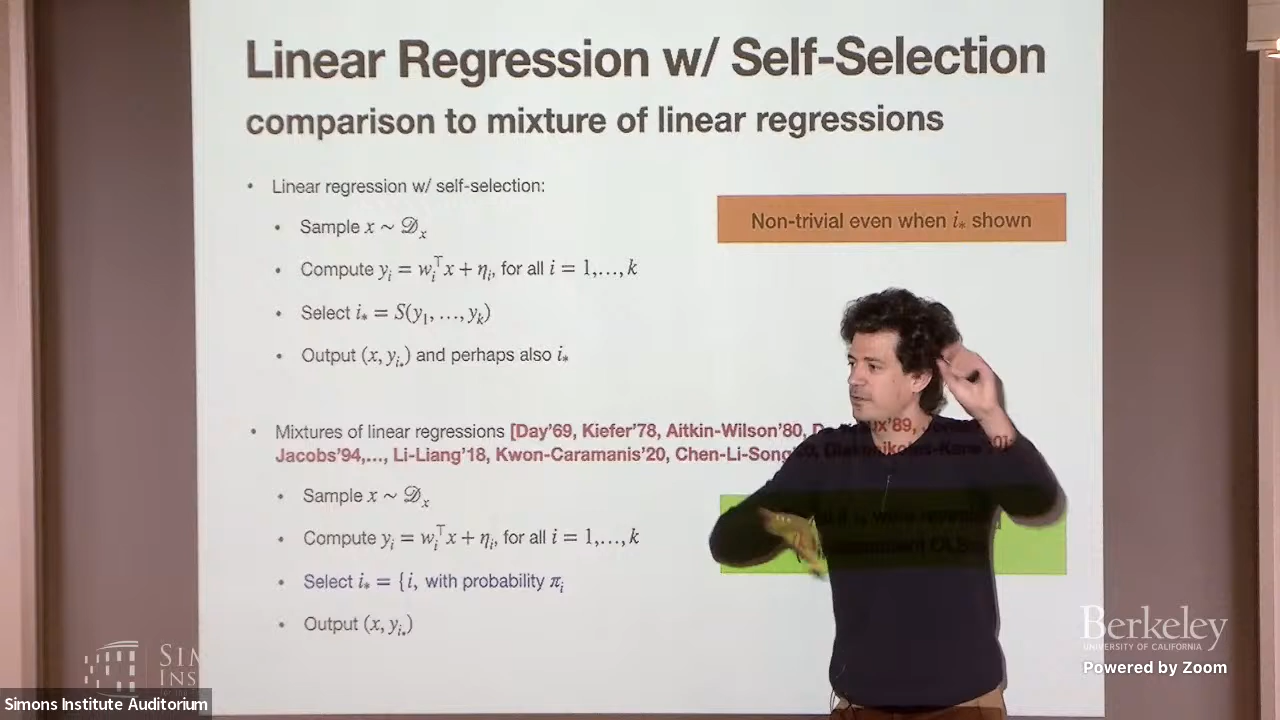 Linear Regression w/ Self-Selection
comparison to mixture of linear regressions
• Linear regression w/ self-selection:
• Sample x ∼ 𝒟ₓ
• Compute yᵢ = wᵢᵀx + ηᵢ, for all i = 1,…,k
• Select i* = S(y₁, …, yₖ)
• Output (x, yᵢ*) and perhaps also i*
Non-trivial even when i* shown
• Mixtures of linear regressions [Day'69, Kiefer'78, Aitkin-Wilson'80,
Jacobs'94,…, Li-Liang'18, Kwon-Caramanis'20, Chen-Li-Song
• Sample x ∼ 𝒟ₓ
• Compute yᵢ = wᵢᵀx + ηᵢ, for all i = 1,…,k
• Select i* = {i, with probability πᵢ
• Output (x, yᵢ*)
OLS
Berkeley
UNIVERSITY OF CALIFORNIA
Powered by Zoom
Simons Institute Auditorium